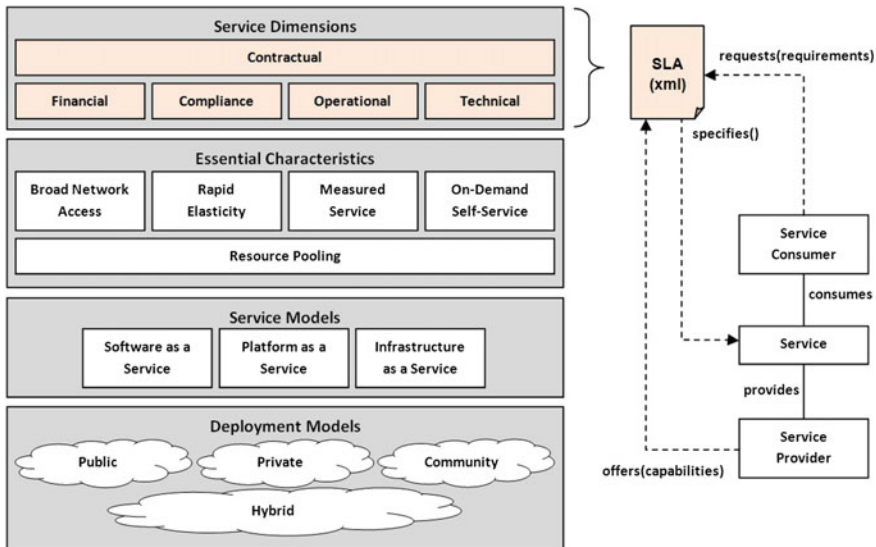 Service Dimensions
Contractual
Financial
Compliance
Operational
Technical
Essential Characteristics
Broad Network
Access
Rapid
Elasticity
Measured
Service
On-Demand
Self-Service
Resource Pooling
Service Models
Software as a
Service
Platform as a
Service
Infrastructure
as a Service
Deployment Models
Public
Private
Community
Hybrid
SLA
(xml)
requests(requirements)
specifies()
Service
Consumer
consumes
Service
provides
Service
Provider
offers(capabilities)